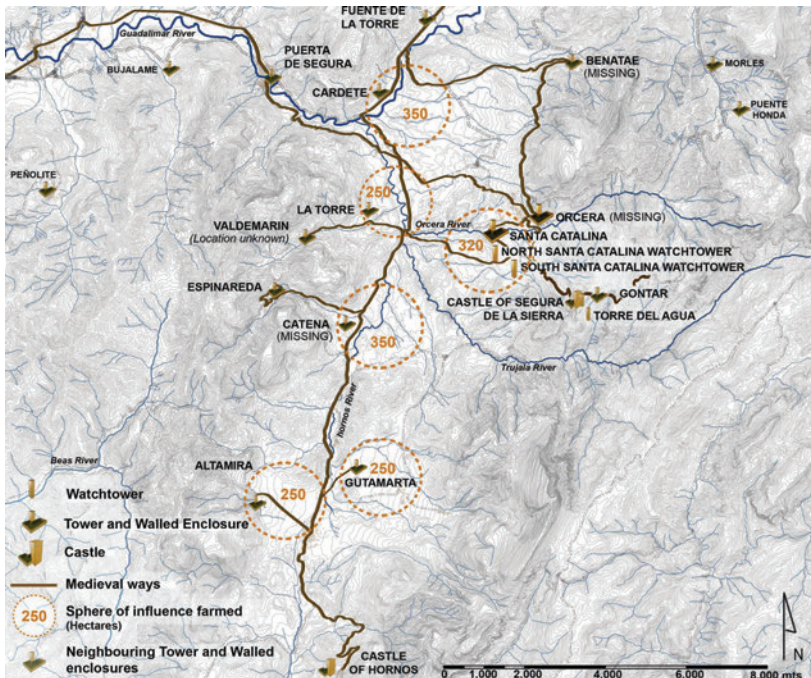 FUENTE DE
LA TORRE
Guadalimar River
PUERTA
DE SEGURA
BUJALAME
CARDETE
BENATAE
(MISSING)
MORLES
PUENTE
HONDA
350
PEÑOLITE
250
LA TORRE
VALDEMARIN
(Location unknown)
Orcera River
ORCERA (MISSING)
320
SANTA CATALINA
NORTH SANTA CATALINA WATCHTOWER
SOUTH SANTA CATALINA WATCHTOWER
ESPINAREDA
CASTLE OF SEGURA
DE LA SIERRA
GONTAR
TORRE DEL AGUA
CATENA
(MISSING)
350
Trujala River
hornos River
Beas River
ALTAMIRA
250
250
GUTAMARTA
Watchtower
Tower and Walled Enclosure
Castle
Medieval ways
250
Sphere of influence farmed
(Hectares)
Neighbouring Tower and Walled
enclosures
CASTLE
OF HORNOS
N
0 1,000 2,000 4,000 6,000 8,000 mts